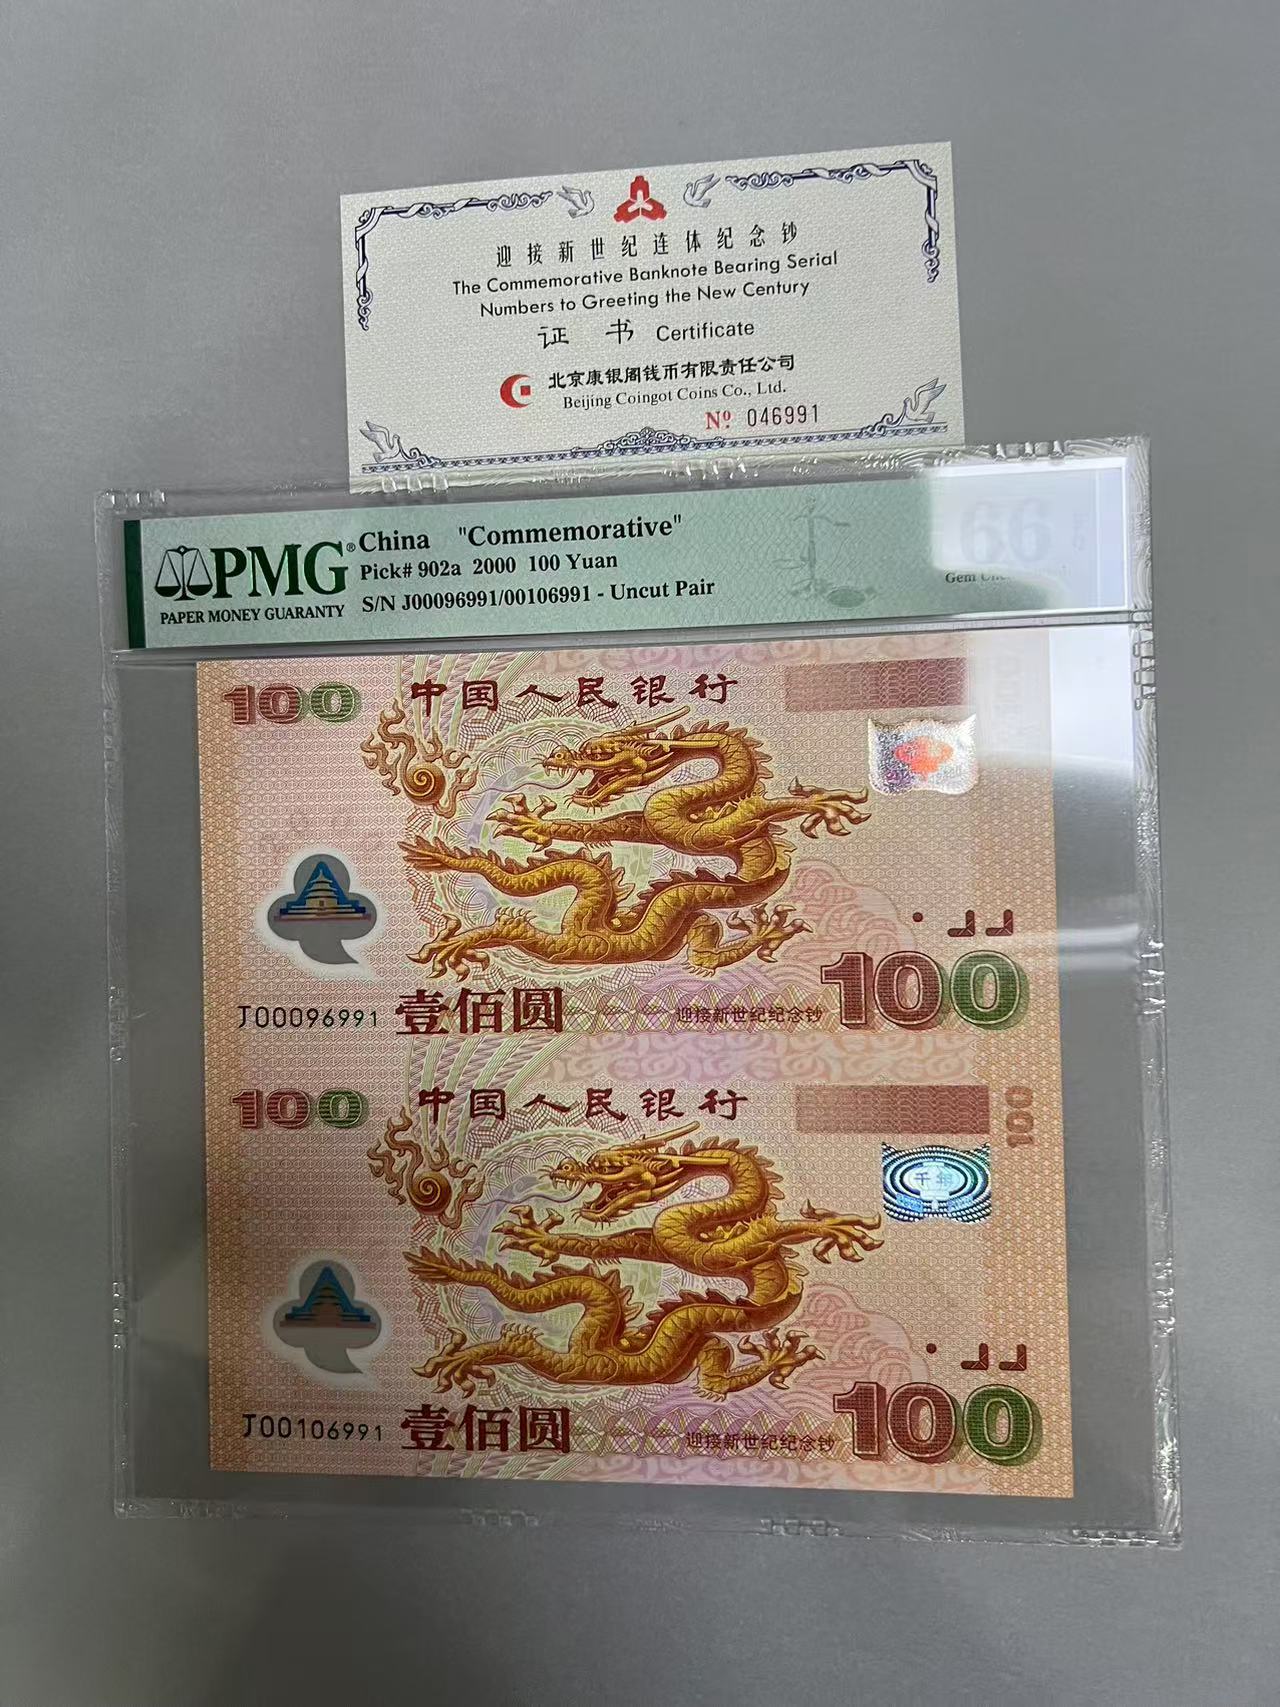 迎接新世纪连体纪念钞
The Commemorative Banknote Bearing Serial
Numbers to Greeting the New Century
证 书 Certificate
北京康银阁钱币有限责任公司
Beijing Coingot Coins Co., Ltd.
Nº 046991
PMG®
PAPER MONEY GUARANTY
China "Commemorative"
Pick# 902a 2000 100 Yuan
S/N J00096991/00106991 - Uncut Pair
66
Gem
100 中国人民银行
J00096991 壹佰圆 迎接新世纪纪念钞 100
100 中国人民银行
100
千禧
J00106991 壹佰圆 迎接新世纪纪念钞 100